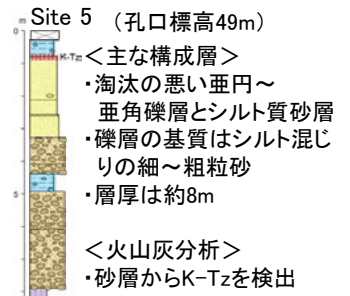 m Site 5 (孔口標高49m)
0
K-Tz
5
<主な構成層>
・淘汰の悪い亜円~
亜角礫層とシルト質砂層
・礫層の基質はシルト混じ
りの細~粗粒砂
・層厚は約8m
<火山灰分析>
・砂層からK-Tzを検出